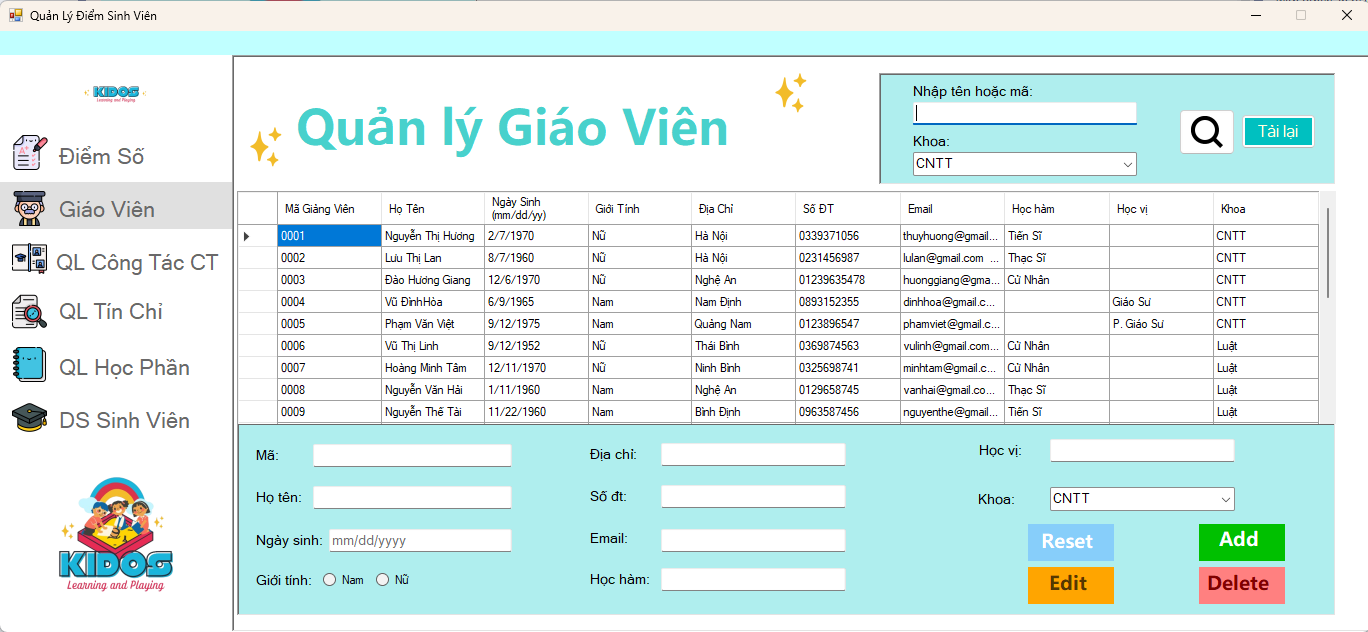 Quản Lý Điểm Sinh Viên
KIDOS
Learning and Playing
Điểm Số
Giáo Viên
QL Công Tác CT
QL Tín Chỉ
QL Học Phần
DS Sinh Viên
KIDOS
Learning and Playing
Quản lý Giáo Viên
Nhập tên hoặc mã:
Khoa:
CNTT
Tải lại
Mã Giảng Viên Họ Tên Ngày Sinh (mm/dd/yy) Giới Tính Địa Chỉ Số ĐT Email Học hàm Học vị Khoa
0001 Nguyễn Thị Hương 2/7/1970 Nữ Hà Nội 0339371056 thuyhuong@gmail... Tiến Sĩ CNTT
0002 Lưu Thị Lan 8/7/1960 Nữ Hà Nội 0231456987 lulan@gmail.com ... Thạc Sĩ CNTT
0003 Đào Hương Giang 12/6/1970 Nữ Nghệ An 01239635478 huonggiang@gma... Cử Nhân CNTT
0004 Vũ ĐìnhHòa 6/9/1965 Nam Nam Định 0893152355 dinhhoa@gmail.c... Giáo Sư CNTT
0005 Phạm Văn Việt 9/12/1975 Nam Quảng Nam 0123896547 phamviet@gmail.c... P. Giáo Sư CNTT
0006 Vũ Thị Linh 9/12/1952 Nữ Thái Bình 0369874563 vulinh@gmail.com... Cử Nhân Luật
0007 Hoàng Minh Tâm 12/11/1970 Nữ Ninh Bình 0325698741 minhtam@gmail.c... Cử Nhân Luật
0008 Nguyễn Văn Hải 1/11/1960 Nam Nghệ An 0129658745 vanhai@gmail.co... Thạc Sĩ Luật
0009 Nguyễn Thế Tài 11/22/1960 Nam Bình Định 0963587456 nguyenthe@gmail... Tiến Sĩ Luật
Mã:
Họ tên:
Ngày sinh: mm/dd/yyyy
Giới tính: Nam Nữ
Địa chỉ:
Số đt:
Email:
Học hàm:
Học vị:
Khoa: CNTT
Reset Add
Edit Delete